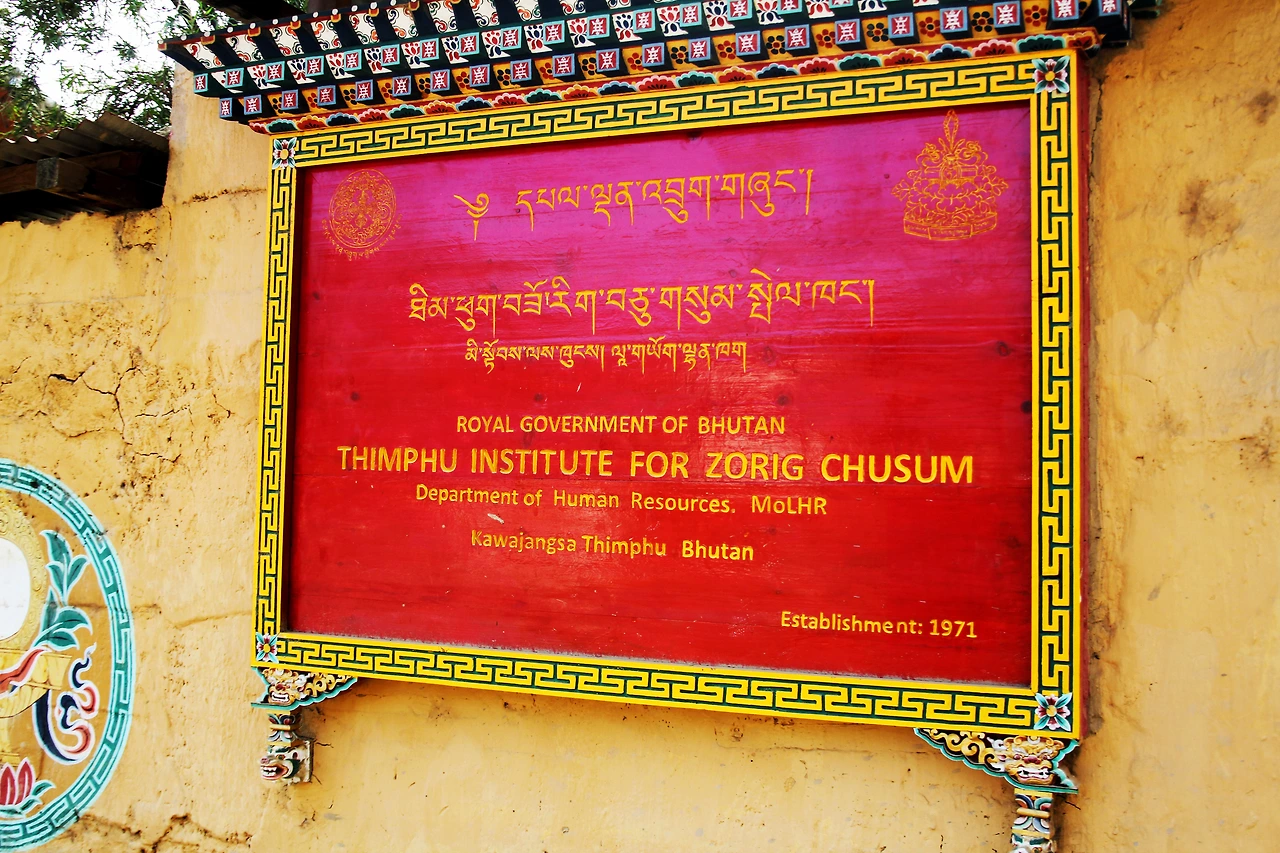 ༄ དཔལ་ལྡན་འབྲུག་གཞུང་།
ཐིམ་ཕུག་བཟོ་རིག་བཅུ་གསུམ་སྤེལ་ཁང་།
མི་སྟོབས་ལས་ཁུངས། ལཱ་གཡོག་ལྷན་ཁག
ROYAL GOVERNMENT OF BHUTAN
THIMPHU INSTITUTE FOR ZORIG CHUSUM
Department of Human Resources. MoLHR
Kawajangsa Thimphu Bhutan
Establishment: 1971